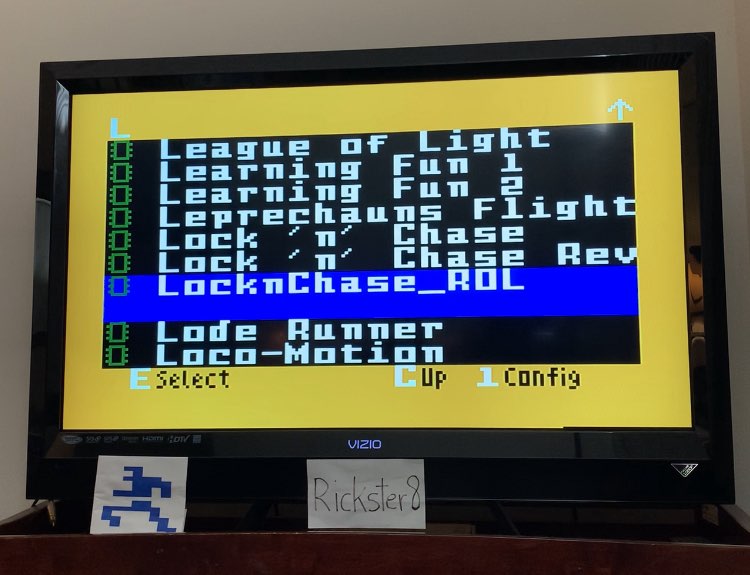 L
League of Light
Learning Fun 1
Learning Fun 2
Leprechauns Flight
Lock 'n' Chase
Lock 'n' Chase Rev
LocknChase_ROL
Lode Runner
Loco-Motion
E Select C Up 1 Config
HDMI
VIZIO
Rickster8